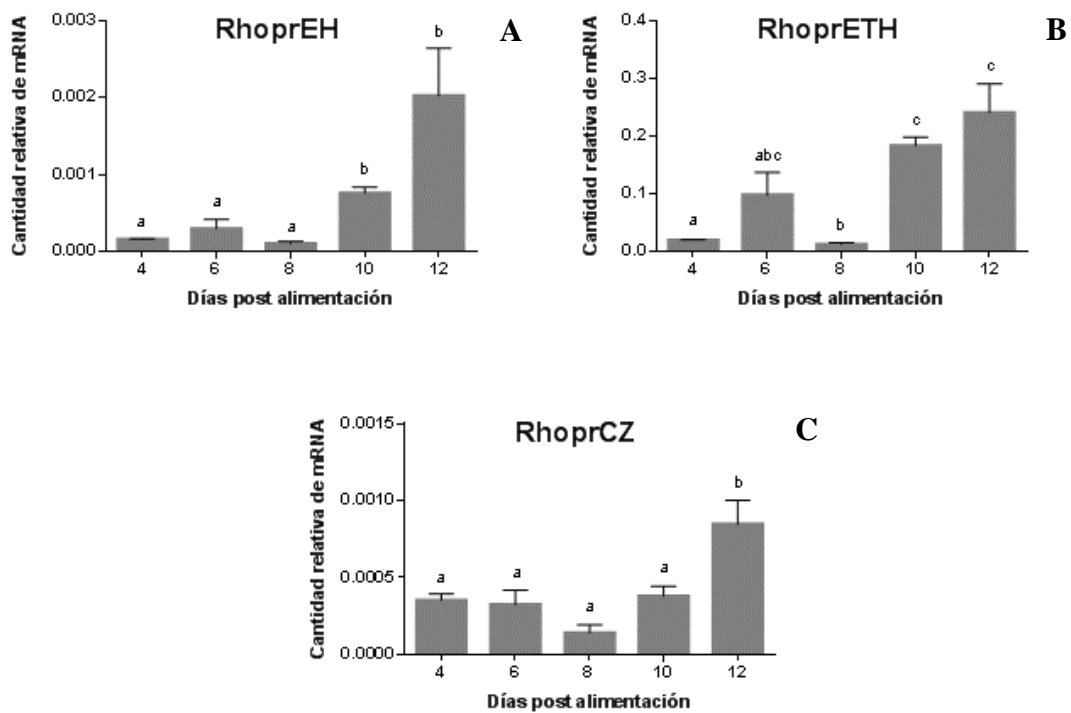 RhoprEH
A
Cantidad relativa de mRNA
0.003
0.002
0.001
0.000
a
a
a
b
b
4 6 8 10 12
Días post alimentación
RhoprETH
B
Cantidad relativa de mRNA
0.4
0.3
0.2
0.1
0.0
a
abc
b
c
c
4 6 8 10 12
Días post alimentación
RhoprCZ
C
Cantidad relativa de mRNA
0.0015
0.0010
0.0005
0.0000
a
a
a
a
b
4 6 8 10 12
Días post alimentación